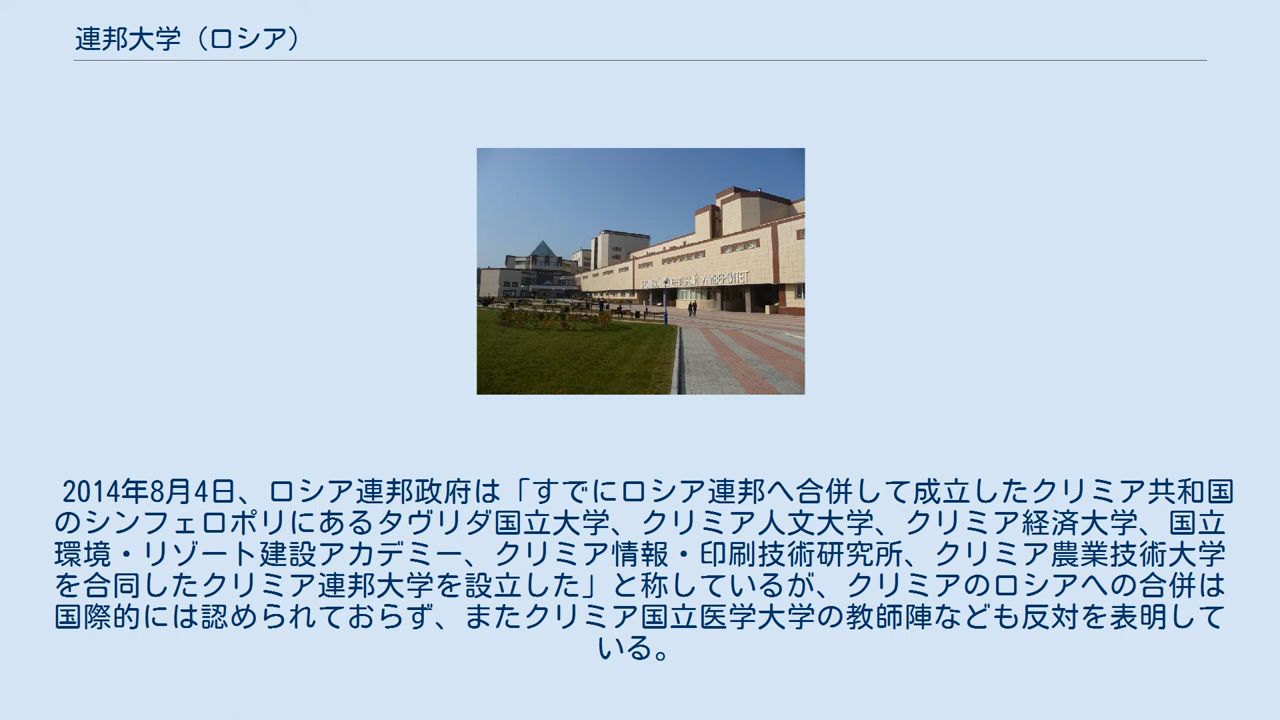 連邦大学（ロシア）
УНИВЕРСИТЕТ
2014年8月4日、ロシア連邦政府は「すでにロシア連邦へ合併して成立したクリミア共和国
のシンフェロポリにあるタヴリダ国立大学、クリミア人文大学、クリミア経済大学、国立
環境・リゾート建設アカデミー、クリミア情報・印刷技術研究所、クリミア農業技術大学
を合同したクリミア連邦大学を設立した」と称しているが、クリミアのロシアへの合併は
国際的には認められておらず、またクリミア国立医学大学の教師陣なども反対を表明して
いる。